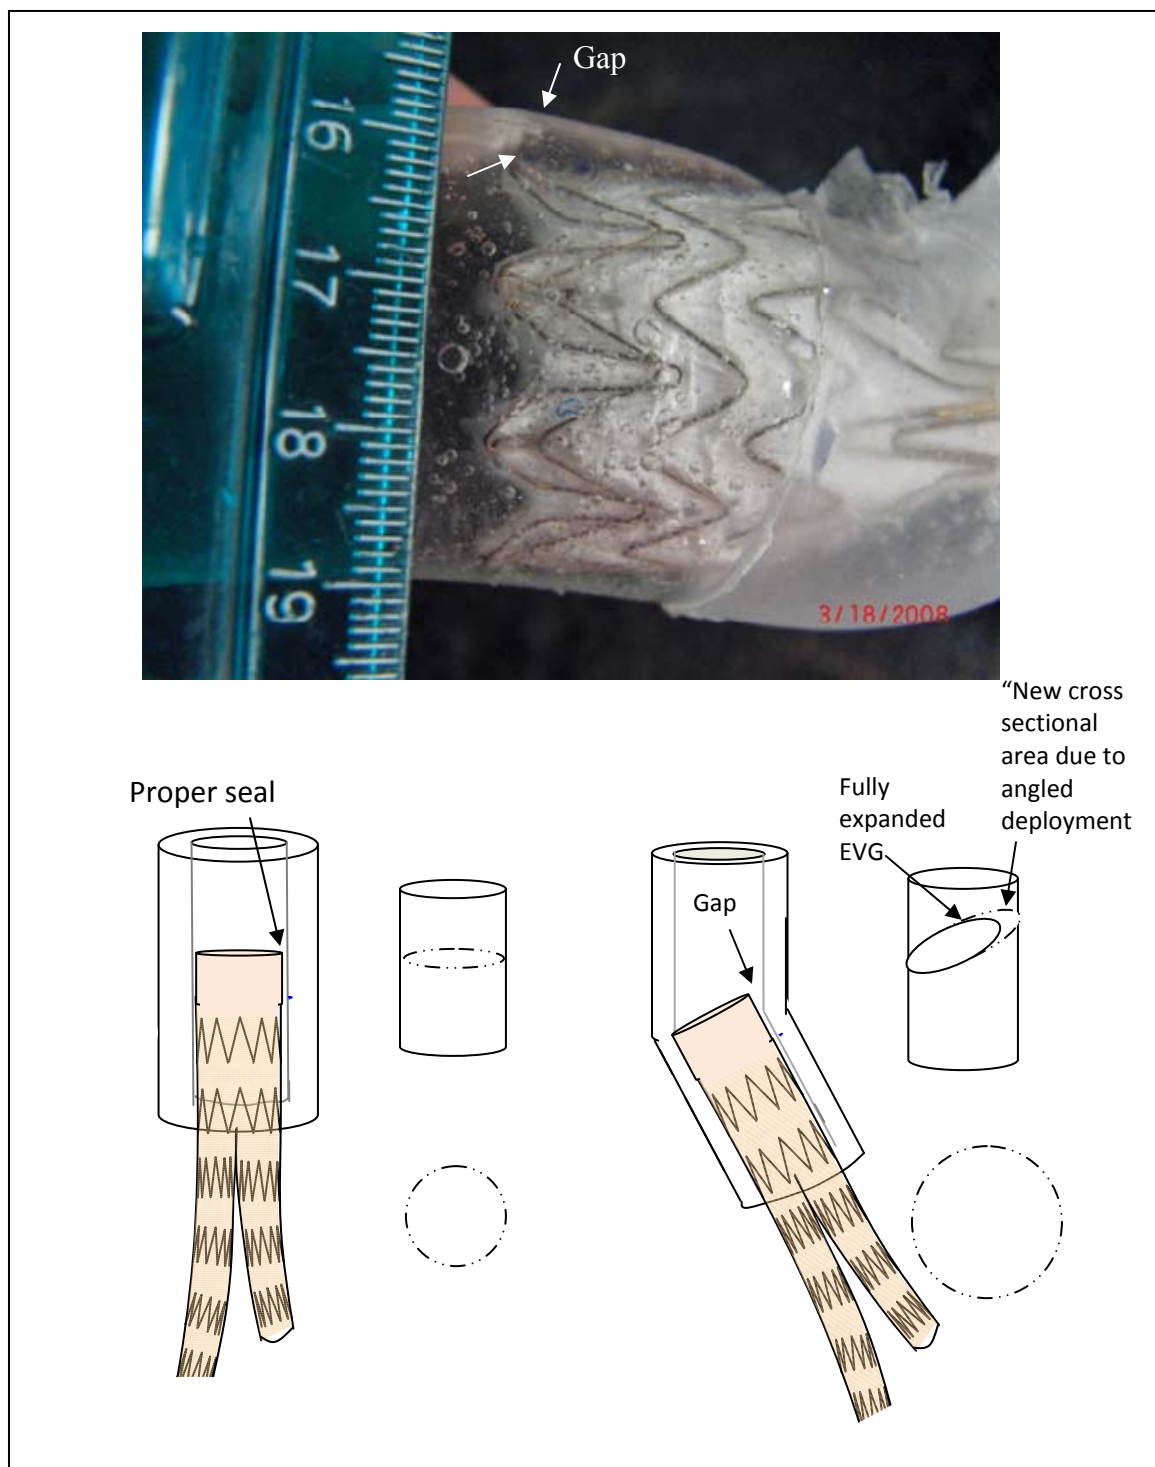 Gap
16
17
18
19
3/18/2008
“New cross
sectional
area due to
angled
deployment
Proper seal
Fully
expanded
EVG
Gap